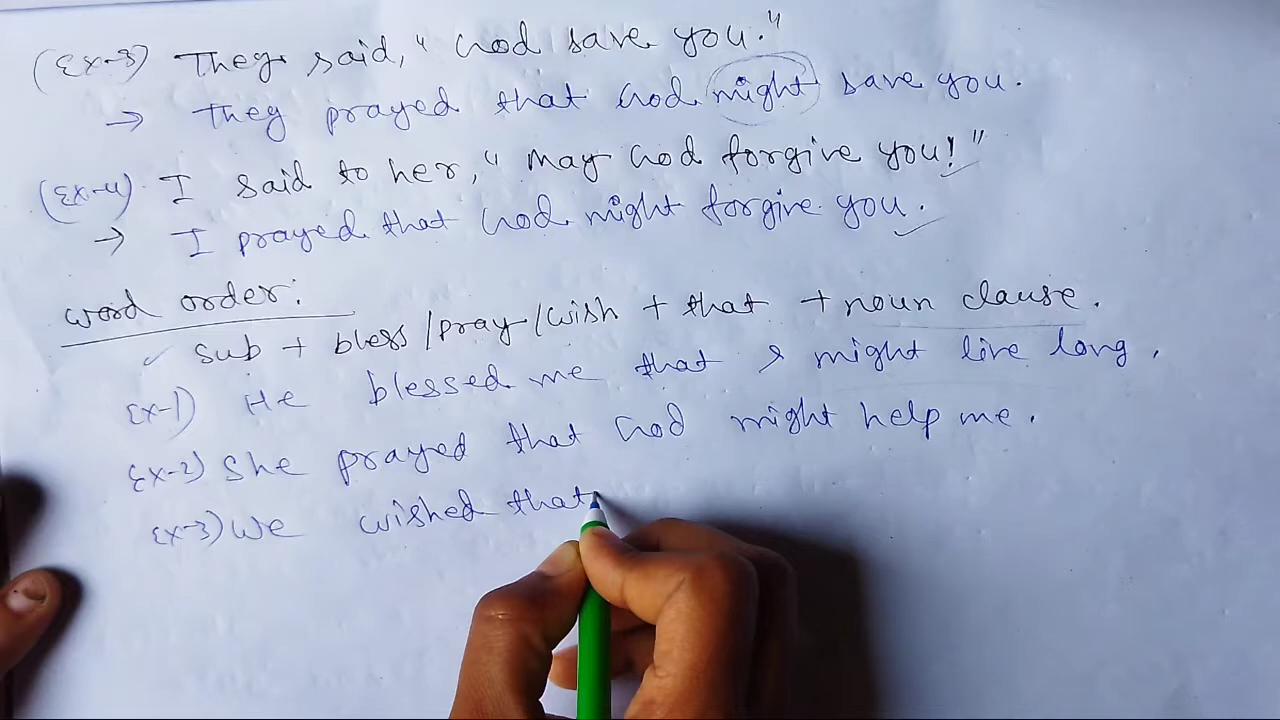 (Ex-3) They said, "God save you."
→ They prayed that God might save you.
(Ex-4). I said to her, "May God forgive you!"
→ I prayed that God might forgive you.
word order:
✓ Sub + bless/pray/wish + that + noun clause.
Ex-1) He blessed me that I might live long.
Ex-2) She prayed that God might help me.
Ex-3) We wished that